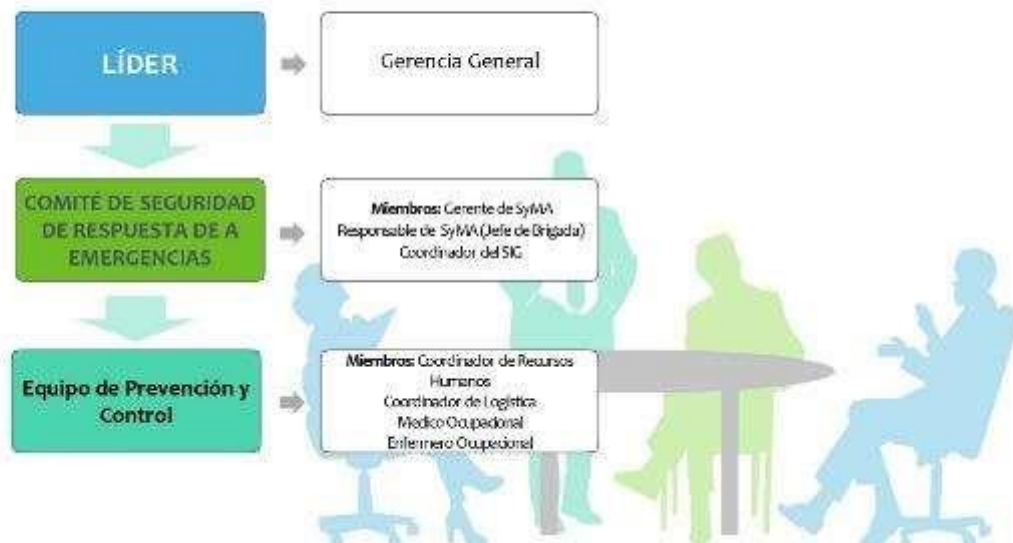 LÍDER
Gerencia General
COMITÉ DE SEGURIDAD
DE RESPUESTA DE A
EMERGENCIAS
Miembros: Gerente de SyMA
Responsable de SyMA (Jefe de Brigada)
Coordinador del SIG
Equipo de Prevención y
Control
Miembros: Coordinador de Recursos
Humanos
Coordinador de Logística
Medico Ocupacional
Enfermero Ocupacional